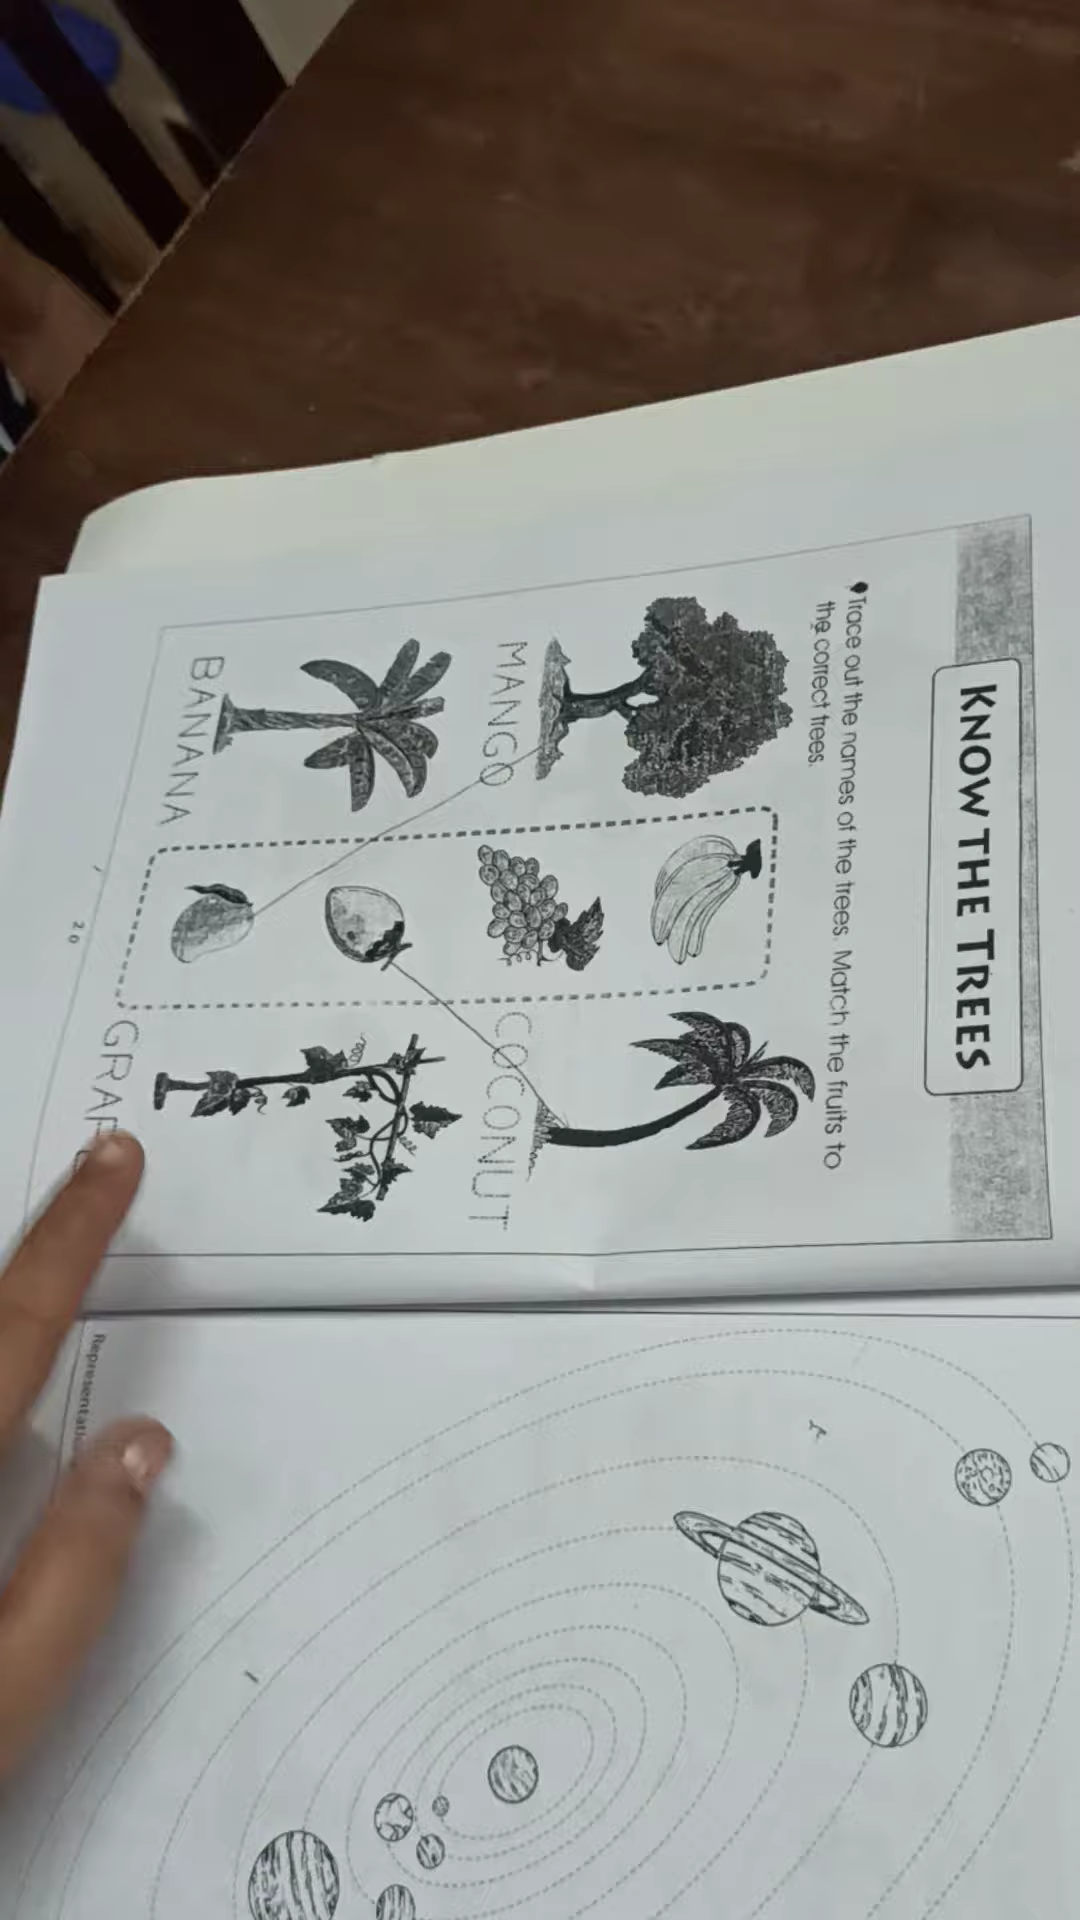 KNOW THE TREES
Trace out the names of the trees. Match the fruits to
the correct trees.
MANGO
COCONUT
BANANA
20